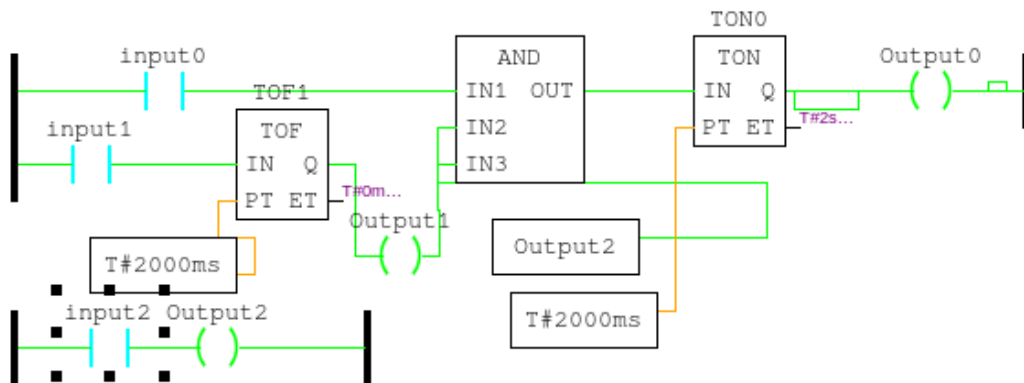 TON0
input0
AND
TON
Output0
TOF1
IN1 OUT
IN Q
input1
TOF
IN2
PT ET
T#2s...
IN Q
IN3
T#0m...
PT ET
Output1
Output2
T#2000ms
input2 Output2
T#2000ms